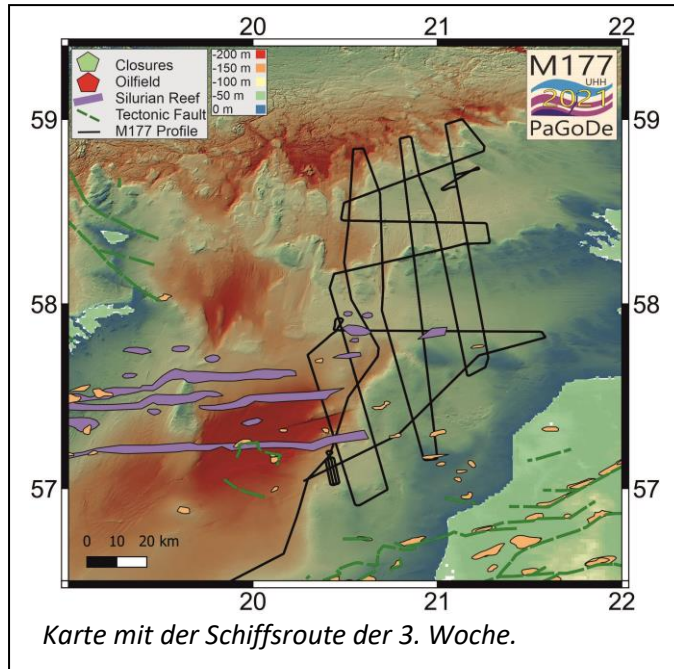 20 21 22
Closures
Oilfield
Silurian Reef
Tectonic Fault
M177 Profile
-200 m
-150 m
-100 m
-50 m
0 m
M177
UHH
2021
PaGoDe
59
59
58
58
57
57
0 10 20 km
20 21 22
Karte mit der Schiffsroute der 3. Woche.